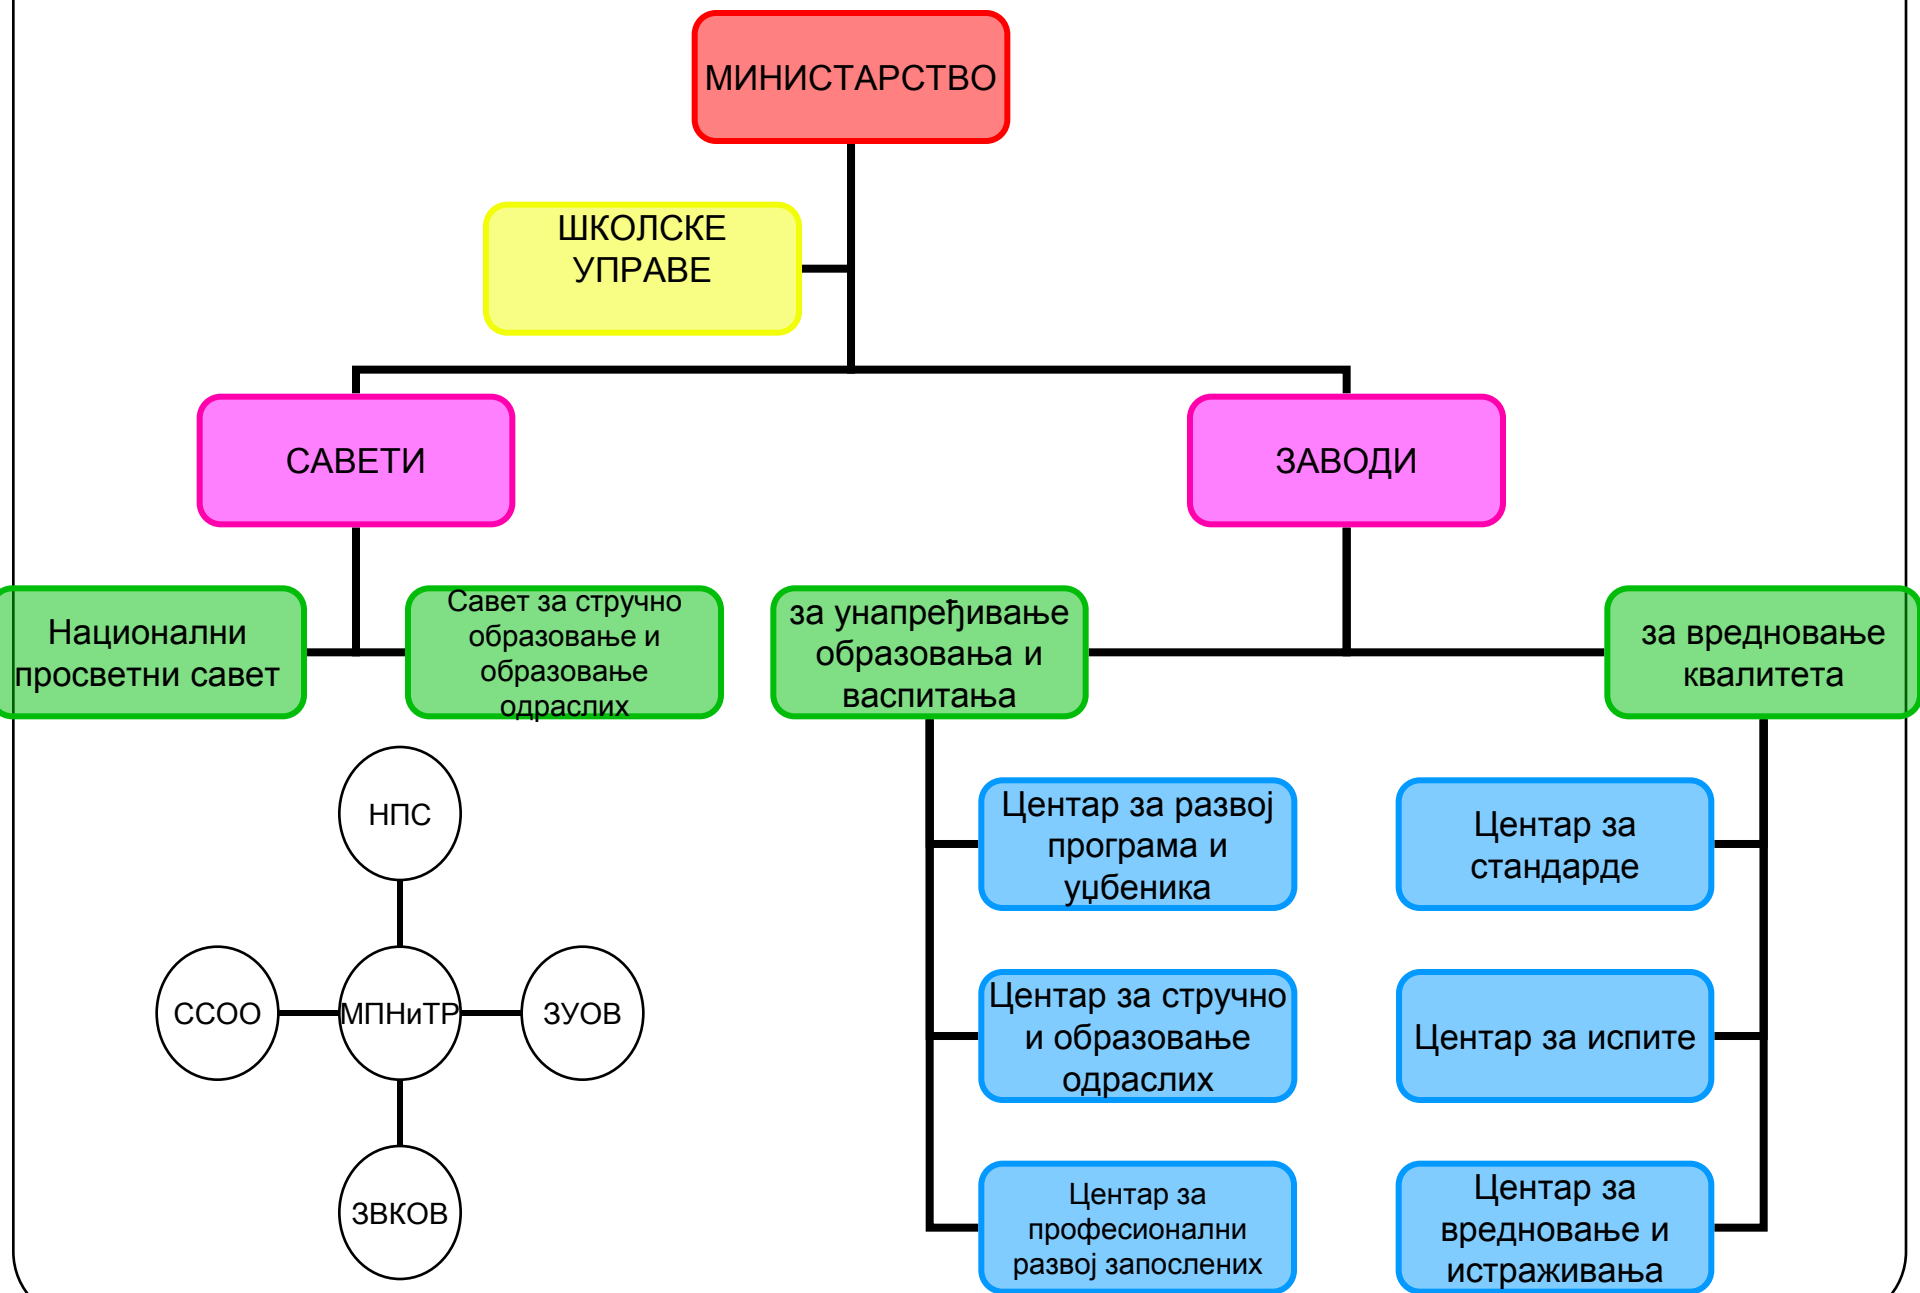 МИНИСТАРСТВО
ШКОЛСКЕ
УПРАВЕ
САВЕТИ
ЗАВОДИ
Национални
просветни савет
Савет за стручно
образовање и
образовање
одраслих
за унапређивање
образовања и
васпитања
за вредновање
квалитета
НПС
ССОО
МПНиТР
ЗУОВ
ЗВКОВ
Центар за развој
програма и
уџбеника
Центар за
стандарде
Центар за стручно
и образовање
одраслих
Центар за испите
Центар за
професионални
развој запослених
Центар за
вредновање и
истраживања